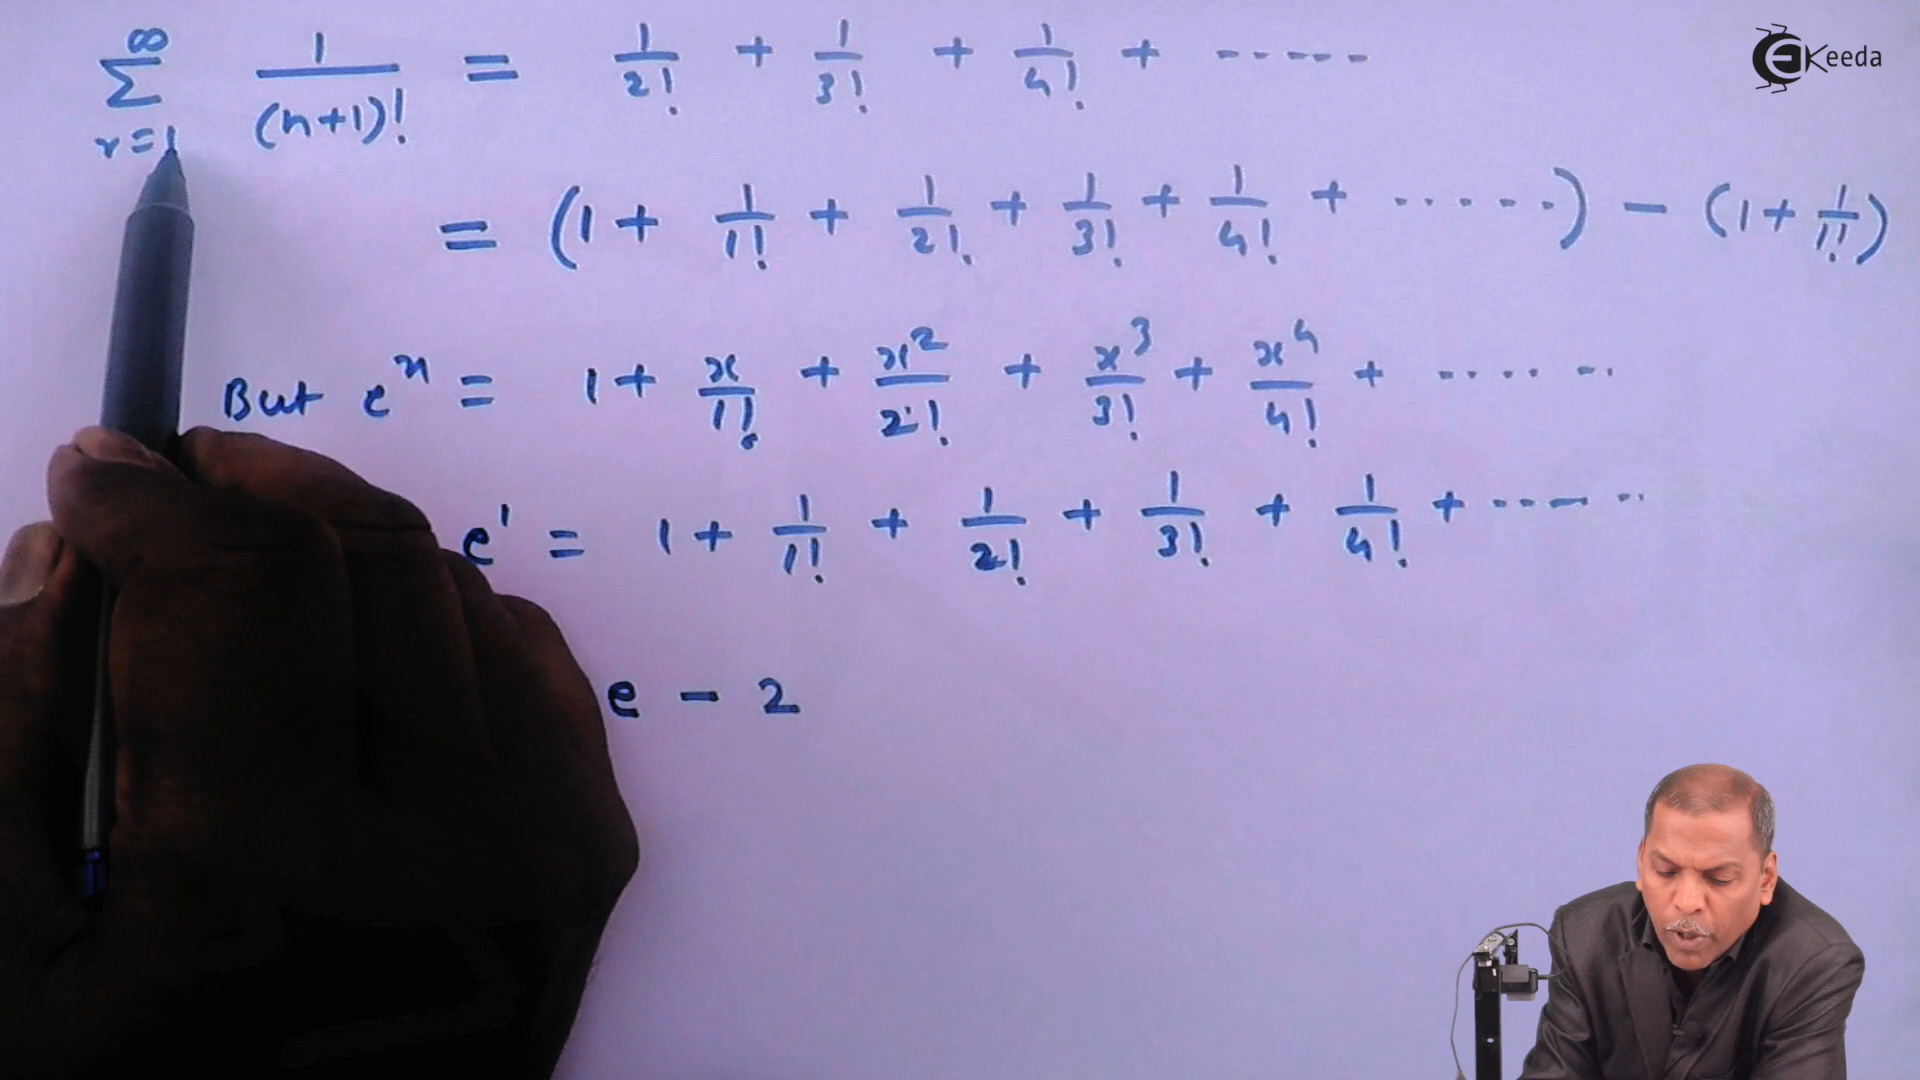 EKeeda
∞ Σ r=1 1/(n+1)! = 1/2! + 1/3! + 1/4! + -----
= (1 + 1/1! + 1/2! + 1/3! + 1/4! + ......) - (1 + 1/1!)
But e^x = 1 + x/1! + x²/2! + x³/3! + x⁴/4! + ......
e¹ = 1 + 1/1! + 1/2! + 1/3! + 1/4! + ......
e - 2